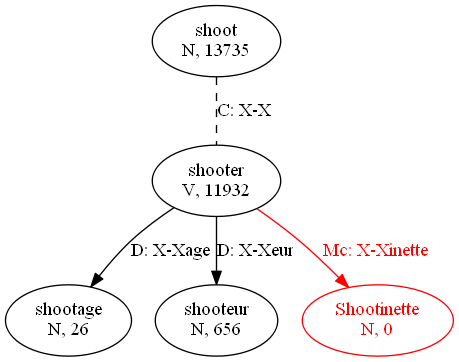 shoot
N, 13735
C: X-X
shooter
V, 11932
D: X-Xage
D: X-Xeur
Mc: X-Xinette
shootage
N, 26
shooteur
N, 656
Shootinette
N, 0